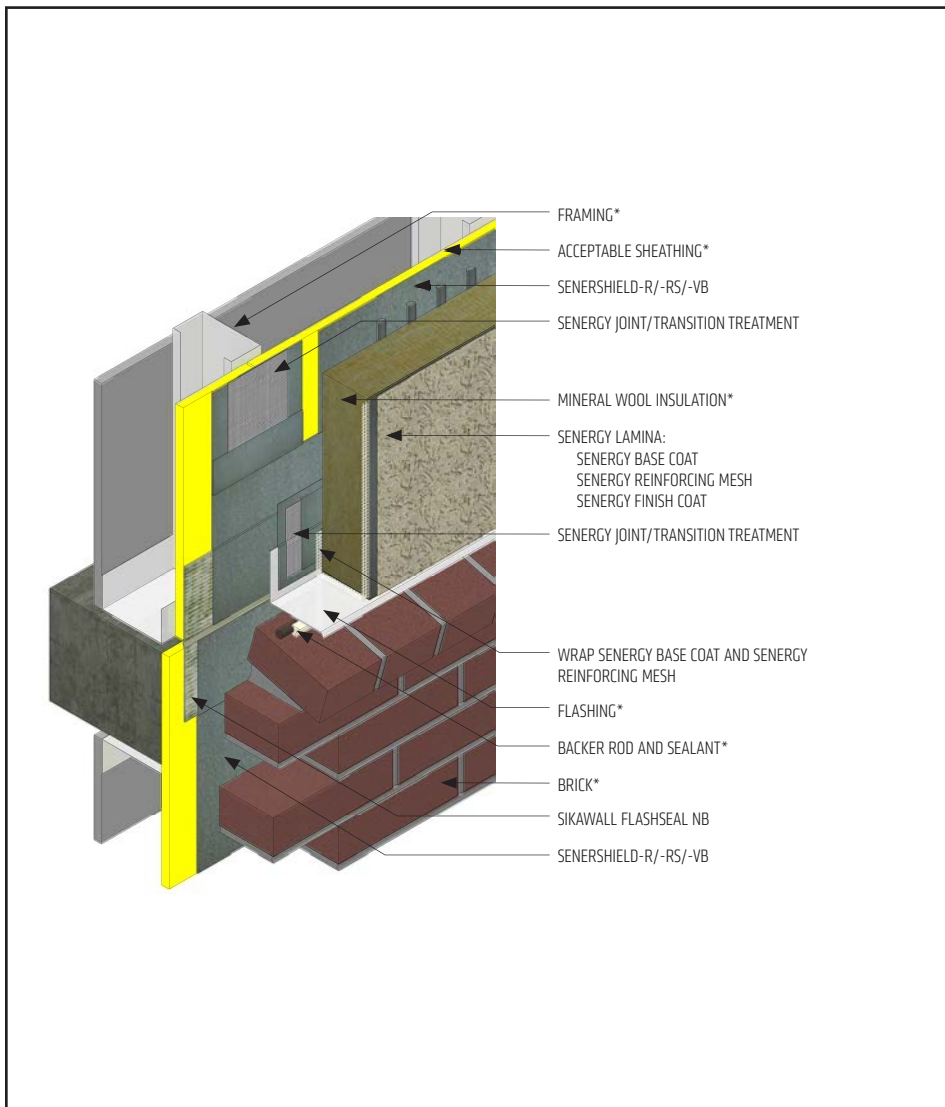 FRAMING*
ACCEPTABLE SHEATHING*
SENERSHIELD-R/-RS/-VB
SENERGY JOINT/TRANSITION TREATMENT
MINERAL WOOL INSULATION*
SENERGY LAMINA:
SENERGY BASE COAT
SENERGY REINFORCING MESH
SENERGY FINISH COAT
SENERGY JOINT/TRANSITION TREATMENT
WRAP SENERGY BASE COAT AND SENERGY
REINFORCING MESH
FLASHING*
BACKER ROD AND SEALANT*
BRICK*
SIKAWALL FLASHSEAL NB
SENERSHIELD-R/-RS/-VB